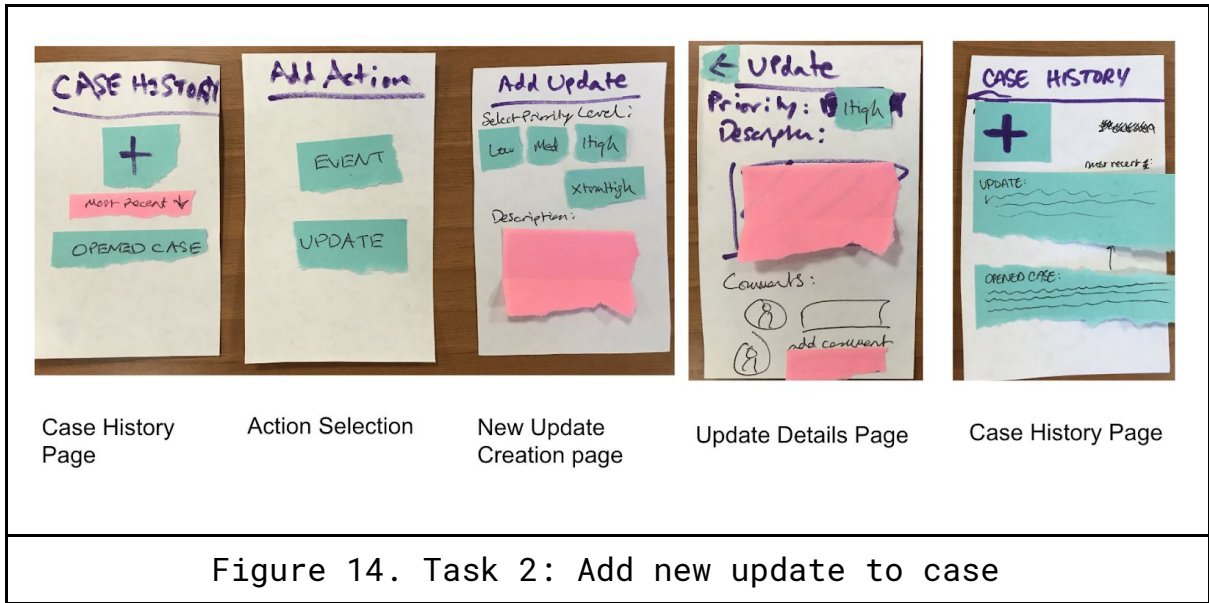 CASE HISTORY
+
Most Recent ↓
OPENED CASE
Add Action
EVENT
UPDATE
Add Update
Select Priority Level:
Low Med High
XtremHigh
Description:
← Update
Priority: High
Comments:
add comment
CASE HISTORY
+
most recent
UPDATE:
OPENED CASE:
Case History
Page
Action Selection
New Update
Creation page
Update Details Page
Case History Page
Figure 14. Task 2: Add new update to case